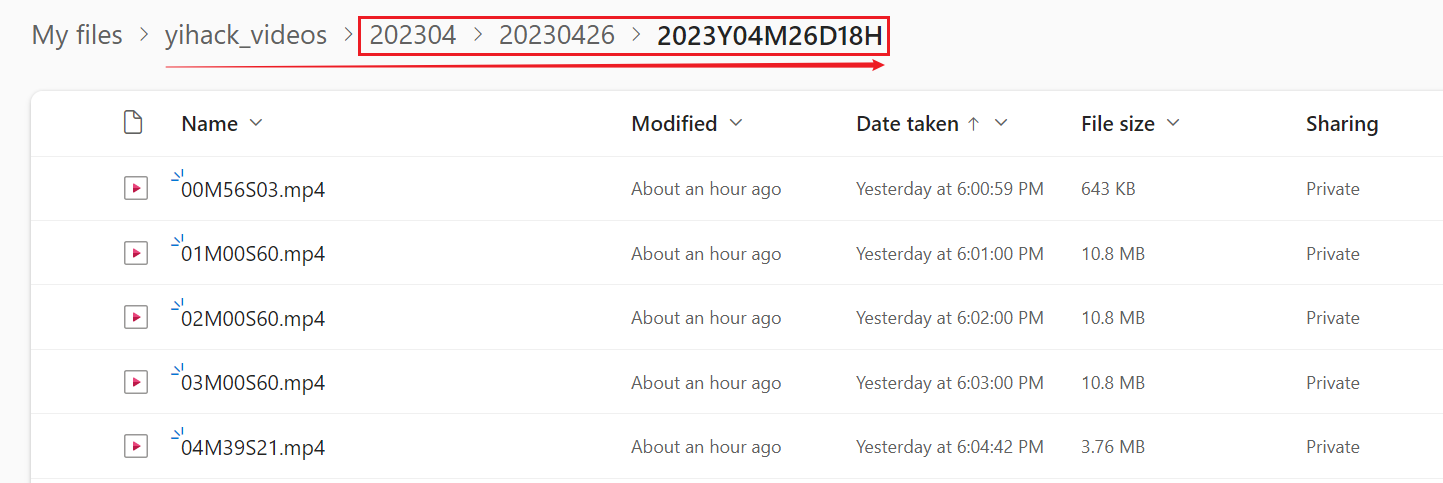 My files > yihack_videos > 202304 > 20230426 > 2023Y04M26D18H
Name Modified Date taken ↑ File size Sharing
00M56S03.mp4 About an hour ago Yesterday at 6:00:59 PM 643 KB Private
01M00S60.mp4 About an hour ago Yesterday at 6:01:00 PM 10.8 MB Private
02M00S60.mp4 About an hour ago Yesterday at 6:02:00 PM 10.8 MB Private
03M00S60.mp4 About an hour ago Yesterday at 6:03:00 PM 10.8 MB Private
04M39S21.mp4 About an hour ago Yesterday at 6:04:42 PM 3.76 MB Private